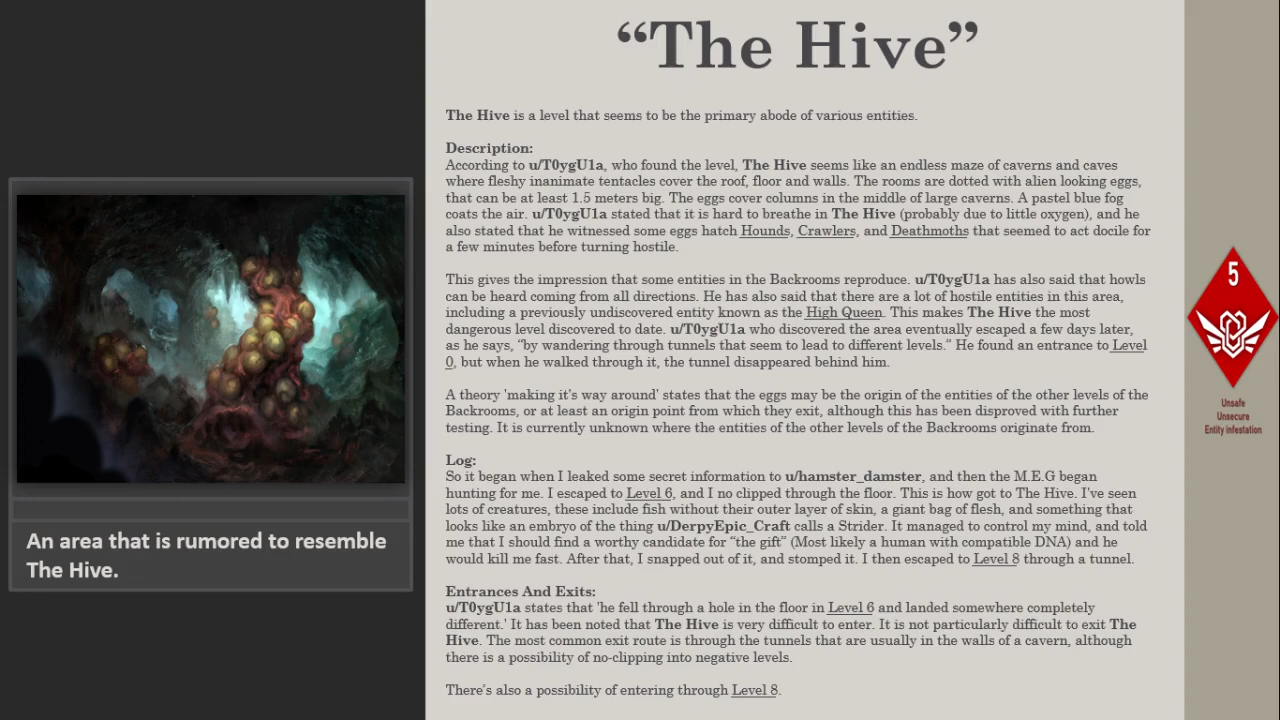 “The Hive”
The Hive is a level that seems to be the primary abode of various entities.
Description:
According to u/T0ygU1a, who found the level, The Hive seems like an endless maze of caverns and caves
where fleshy inanimate tentacles cover the roof, floor and walls. The rooms are dotted with alien looking eggs,
that can be at least 1.5 meters big. The eggs cover columns in the middle of large caverns. A pastel blue fog
coats the air. u/T0ygU1a stated that it is hard to breathe in The Hive (probably due to little oxygen), and he
also stated that he witnessed some eggs hatch Hounds, Crawlers, and Deathmoths that seemed to act docile for
a few minutes before turning hostile.
This gives the impression that some entities in the Backrooms reproduce. u/T0ygU1a has also said that howls
can be heard coming from all directions. He has also said that there are a lot of hostile entities in this area,
including a previously undiscovered entity known as the High Queen. This makes The Hive the most
dangerous level discovered to date. u/T0ygU1a who discovered the area eventually escaped a few days later,
as he says, “by wandering through tunnels that seem to lead to different levels.” He found an entrance to Level
0, but when he walked through it, the tunnel disappeared behind him.
A theory 'making it's way around' states that the eggs may be the origin of the entities of the other levels of the
Backrooms, or at least an origin point from which they exit, although this has been disproved with further
testing. It is currently unknown where the entities of the other levels of the Backrooms originate from.
Log:
So it began when I leaked some secret information to u/hamster_damster, and then the M.E.G began
hunting for me. I escaped to Level 6, and I no clipped through the floor. This is how got to The Hive. I've seen
lots of creatures, these include fish without their outer layer of skin, a giant bag of flesh, and something that
looks like an embryo of the thing u/DerpyEpic_Craft calls a Strider. It managed to control my mind, and told
me that I should find a worthy candidate for “the gift” (Most likely a human with compatible DNA) and he
would kill me fast. After that, I snapped out of it, and stomped it. I then escaped to Level 8 through a tunnel.
Entrances And Exits:
u/T0ygU1a states that 'he fell through a hole in the floor in Level 6 and landed somewhere completely
different.' It has been noted that The Hive is very difficult to enter. It is not particularly difficult to exit The
Hive. The most common exit route is through the tunnels that are usually in the walls of a cavern, although
there is a possibility of no-clipping into negative levels.
There's also a possibility of entering through Level 8.
An area that is rumored to resemble
The Hive.
5
Unsafe
Unsecure
Entity infestation